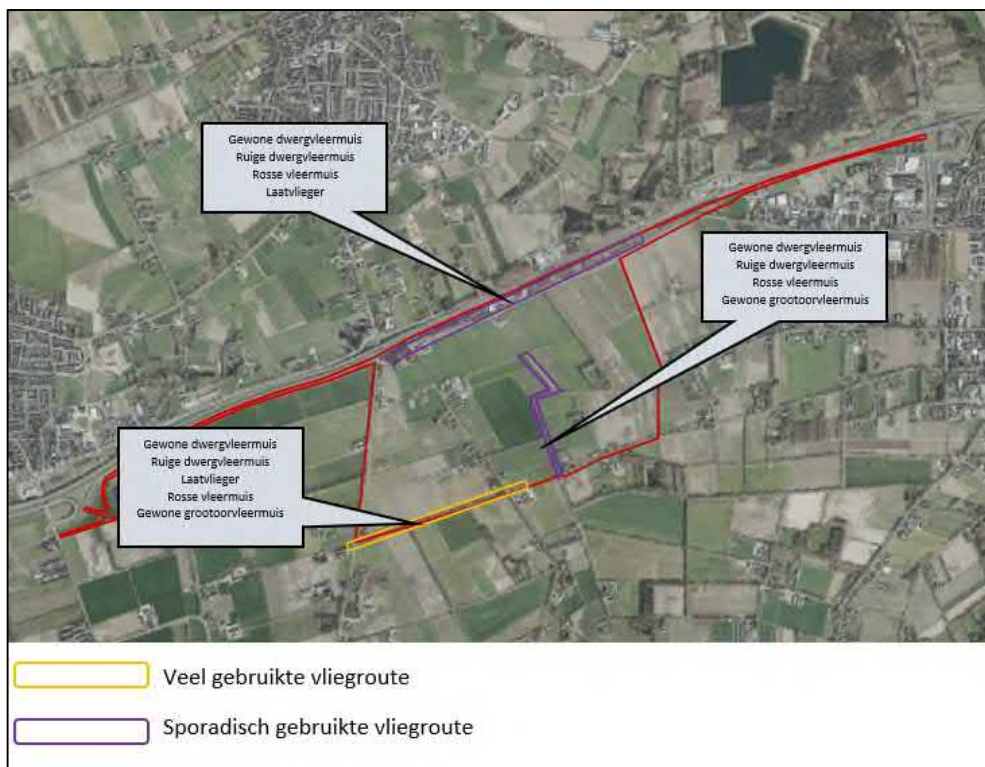 Gewone dwergvleermuis
Ruige dwergvleermuis
Rosse vleermuis
Laatvlieger
Gewone dwergvleermuis
Ruige dwergvleermuis
Rosse vleermuis
Gewone grootoorvleermuis
Gewone dwergvleermuis
Ruige dwergvleermuis
Laatvlieger
Rosse vleermuis
Gewone grootoorvleermuis
Veel gebruikte vliegroute
Sporadisch gebruikte vliegroute